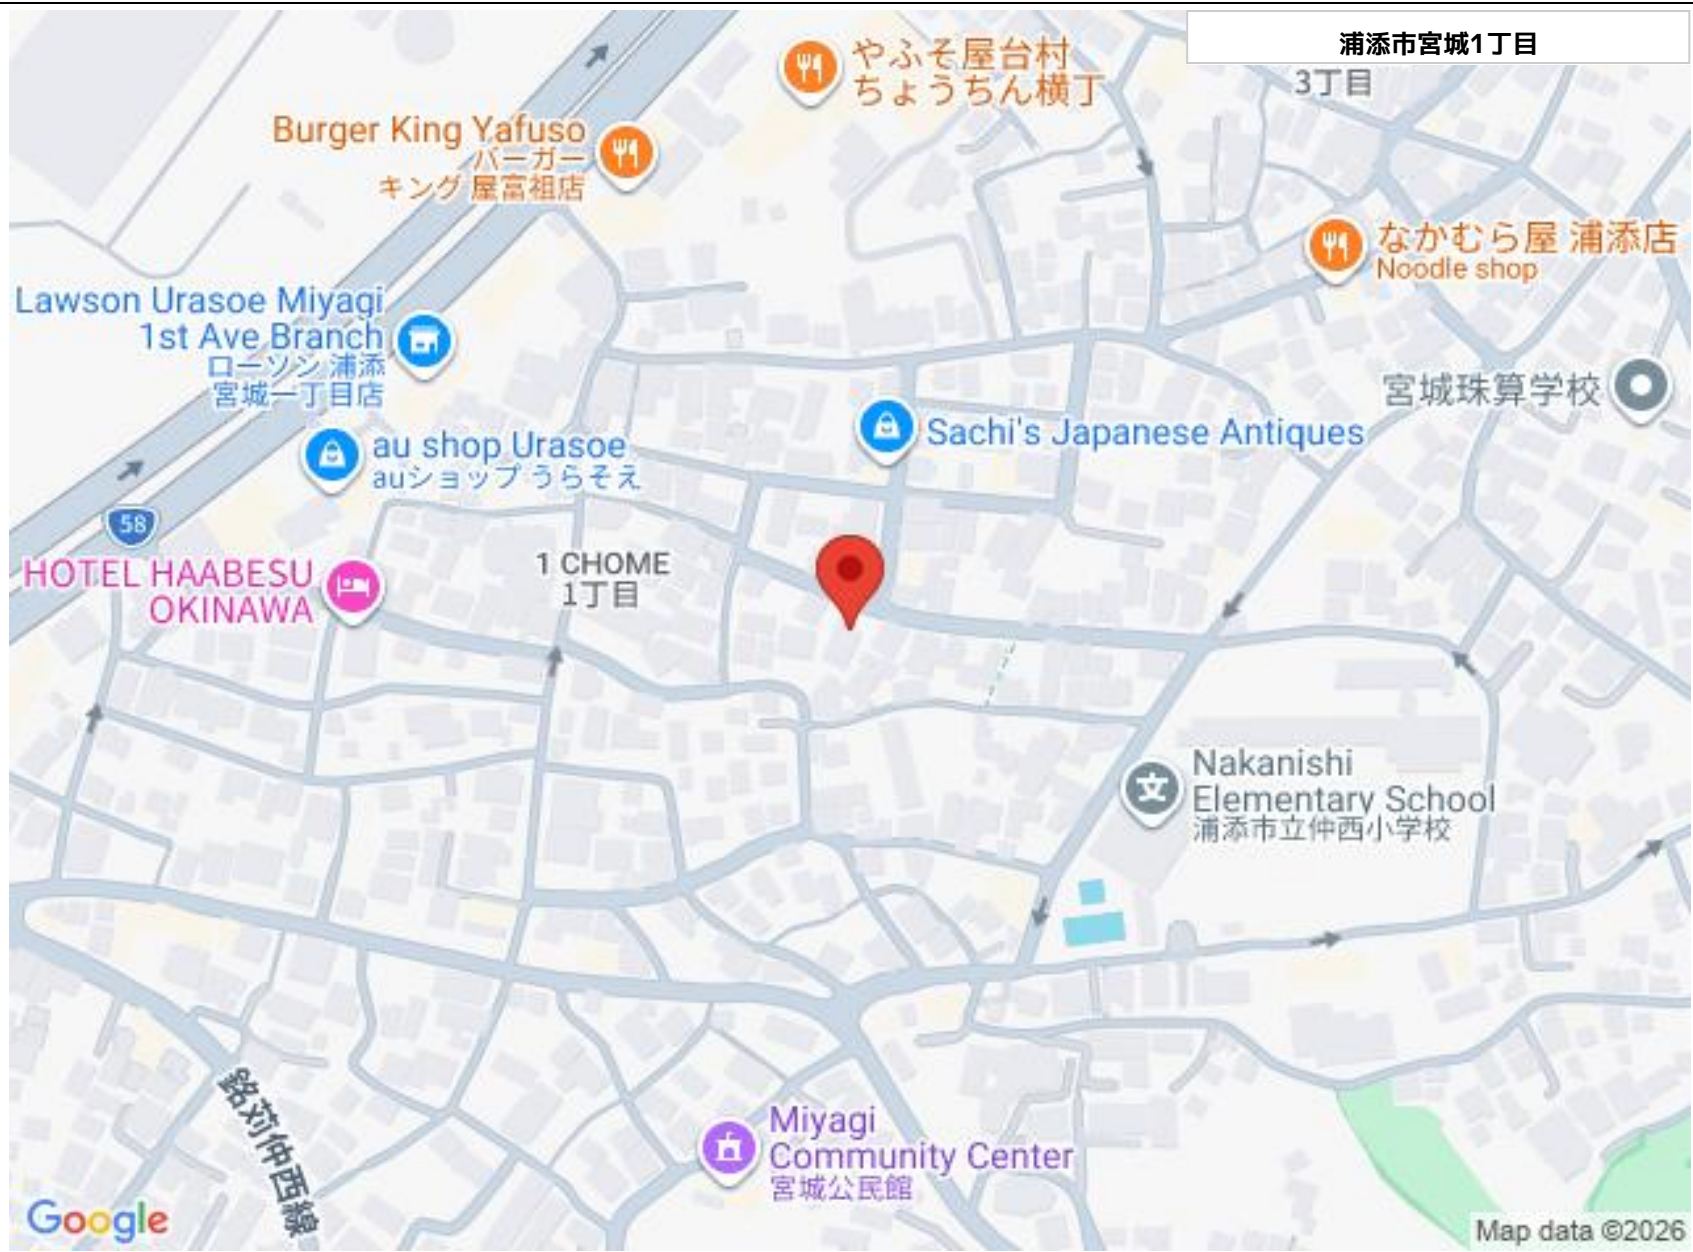 浦添市宮城1丁目
3丁目
やふそ屋台村
ちょうちん横丁
Burger King Yafuso
バーガー
キング 屋富祖店
なかむら屋 浦添店
Noodle shop
Lawson Urasoe Miyagi
1st Ave Branch
ローソン 浦添
宮城一丁目店
宮城珠算学校
Sachi's Japanese Antiques
au shop Urasoe
auショップ うらそえ
58
HOTEL HAABESU
OKINAWA
1 CHOME
1丁目
文
Nakanishi
Elementary School
浦添市立仲西小学校
銘苅仲西線
Miyagi
Community Center
宮城公民館
Google
Map data ©2026